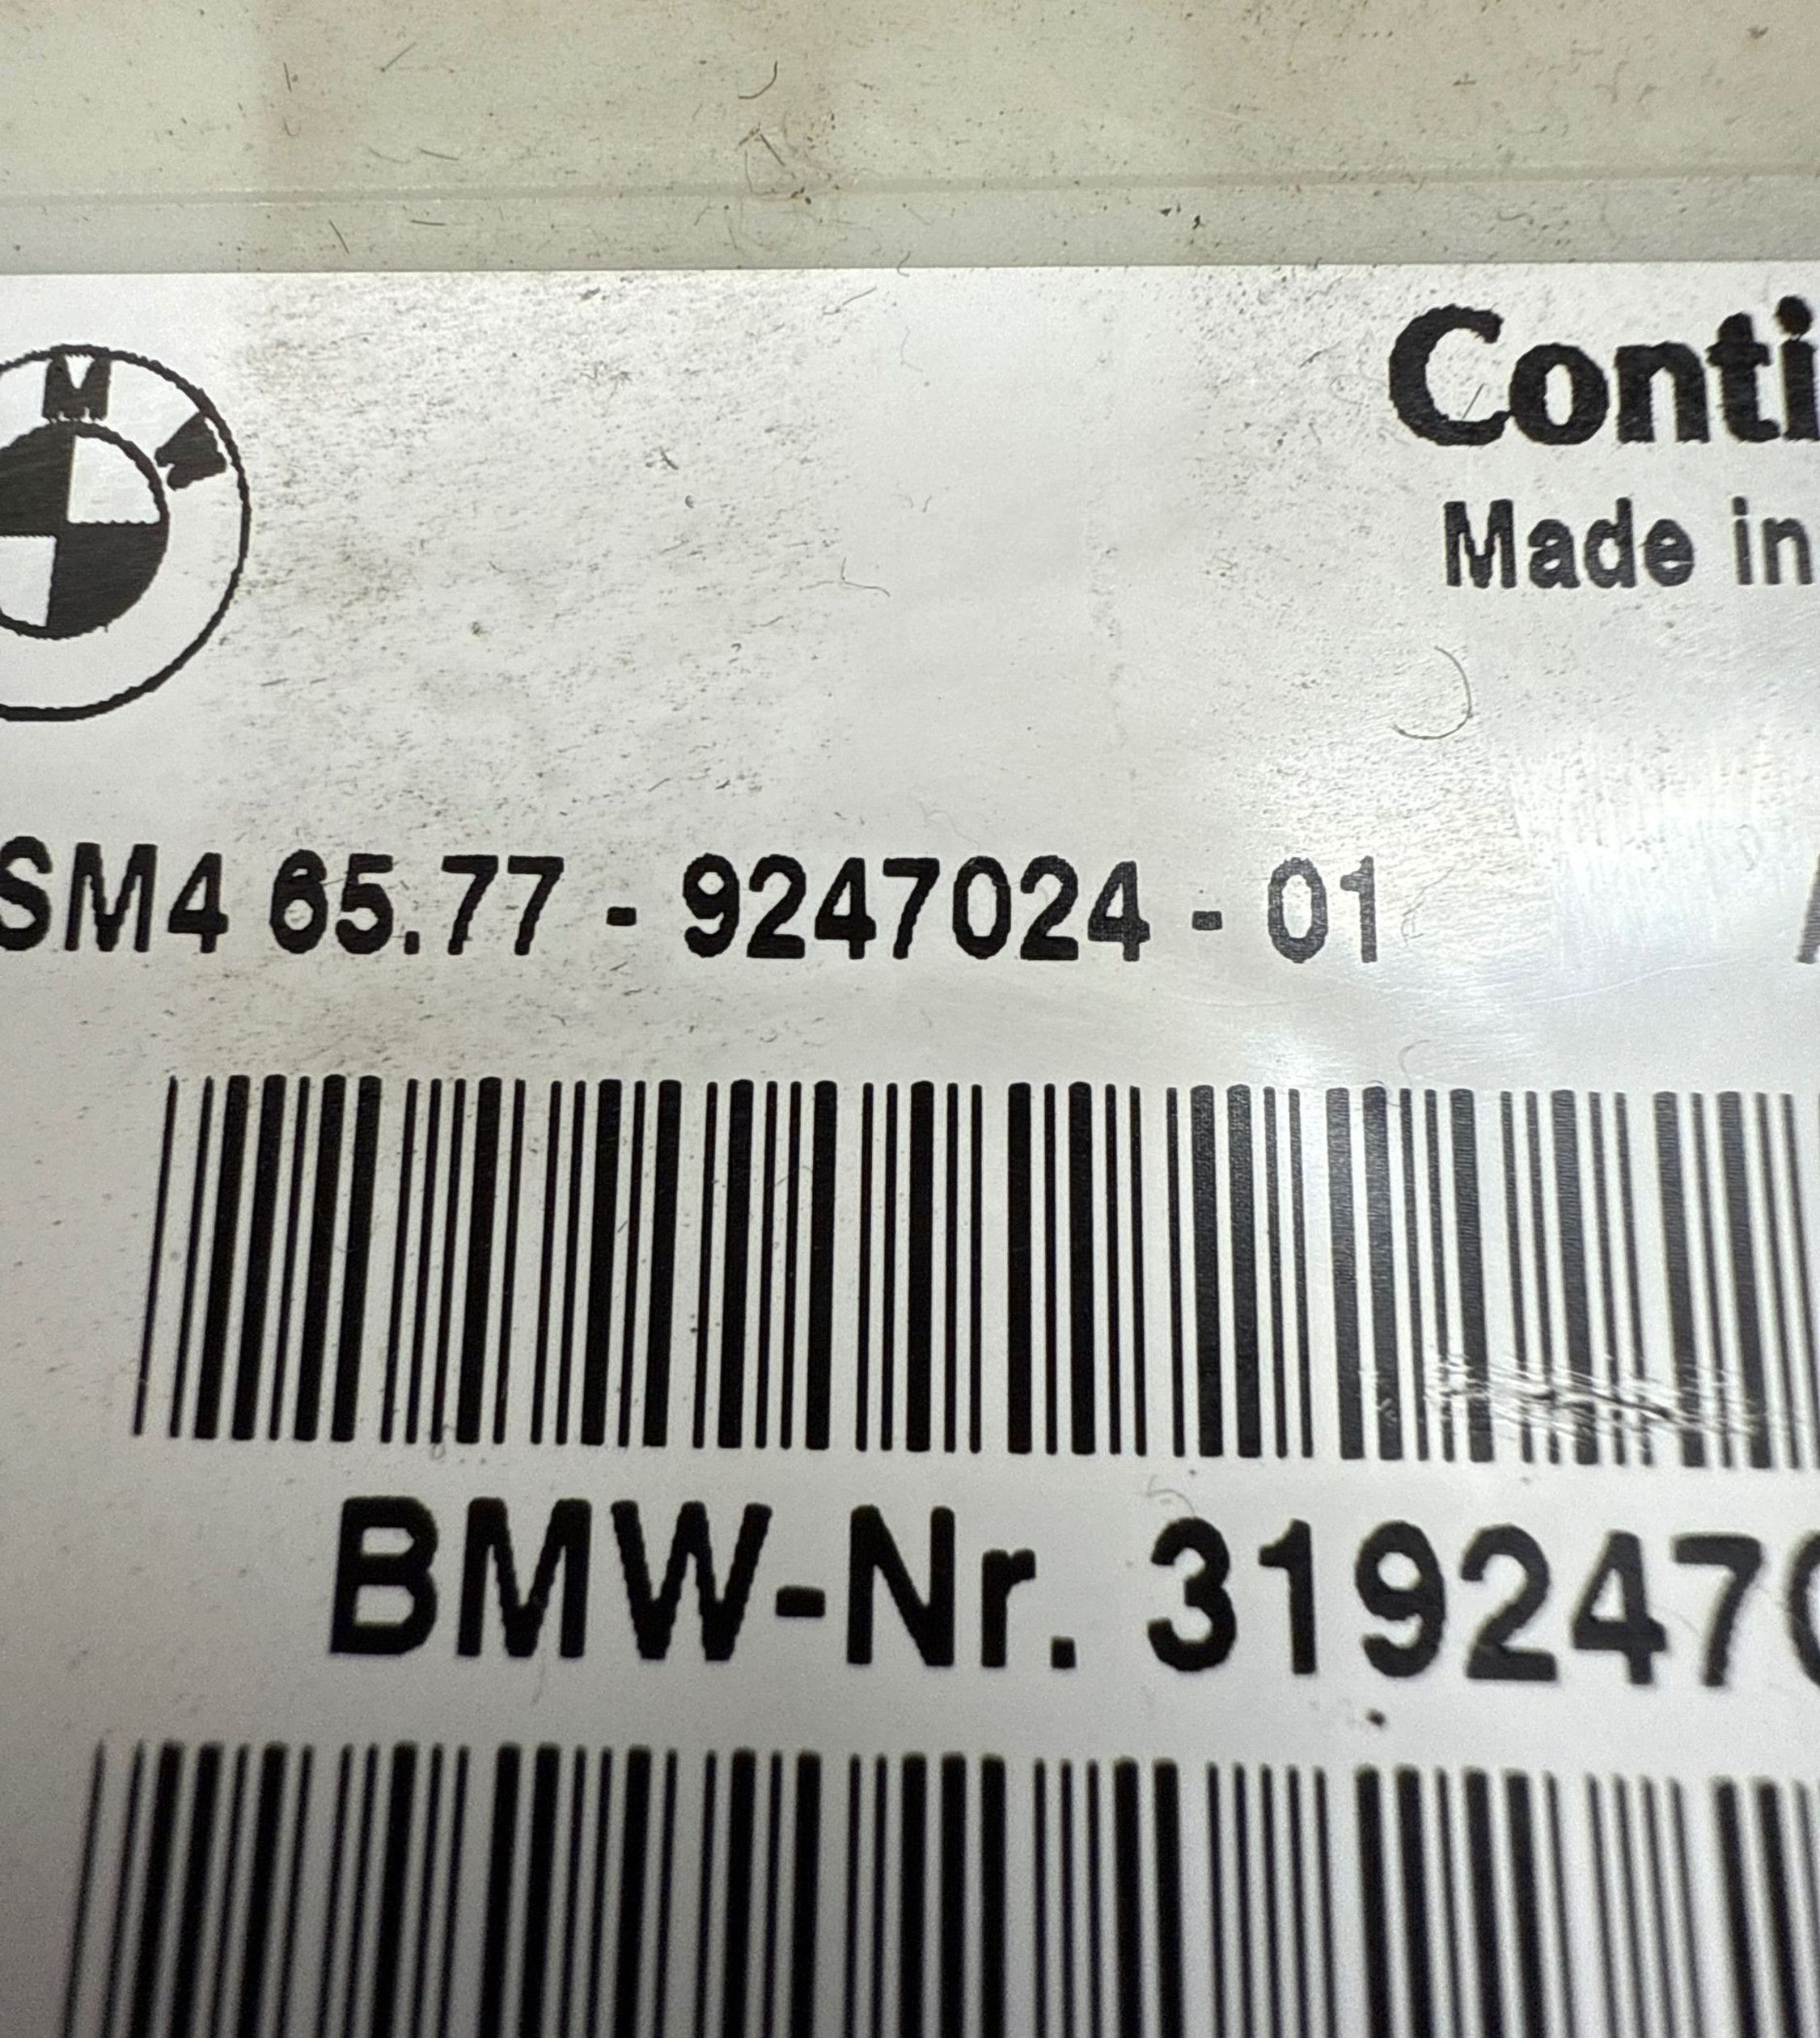 M W
Conti
Made in
SM4 65.77 - 9247024 - 01
BMW-Nr. 319247